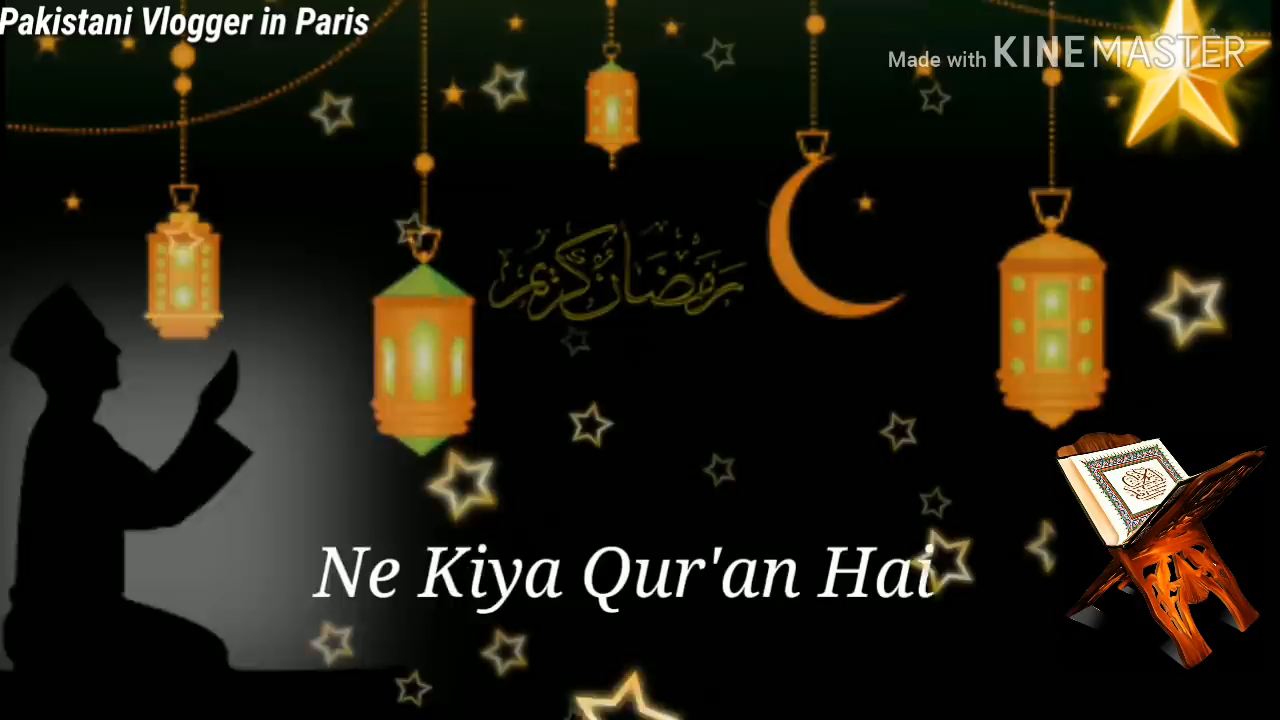 Pakistani Vlogger in Paris
Made with KINEMASTER
رمضان كريم
Ne Kiya Qur'an Hai